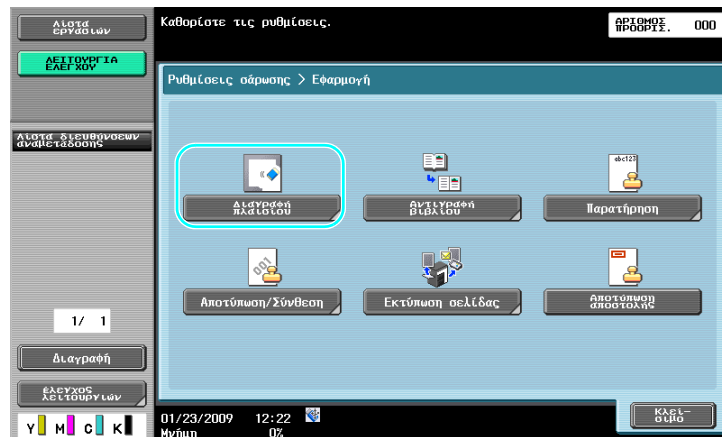 Λίστα
εργασιών
ΛΕΙΤΟΥΡΓΙΑ
ΕΛΕΓΧΟΥ
Λίστα διευθύνσεων
αναμετάδοσης
1/ 1
Διαγραφή
έλεγχος
λειτουργιών
Y M C K
Καθορίστε τις ρυθμίσεις.
ΑΡΙΘΜΟΣ
ΠΡΟΟΡΙΣ. 000
Ρυθμίσεις σάρωσης > Εφαρμογή
Διαγραφή
πλαισίου
Αντιγραφή
βιβλίου
abc123
Παρατήρηση
001
Αποτύπωση/Σύνθεση
Εκτύπωση σελίδας
Αποτύπωση
αποστολής
01/23/2009 12:22
Μνήμη 0%
Κλεί-
σιμο